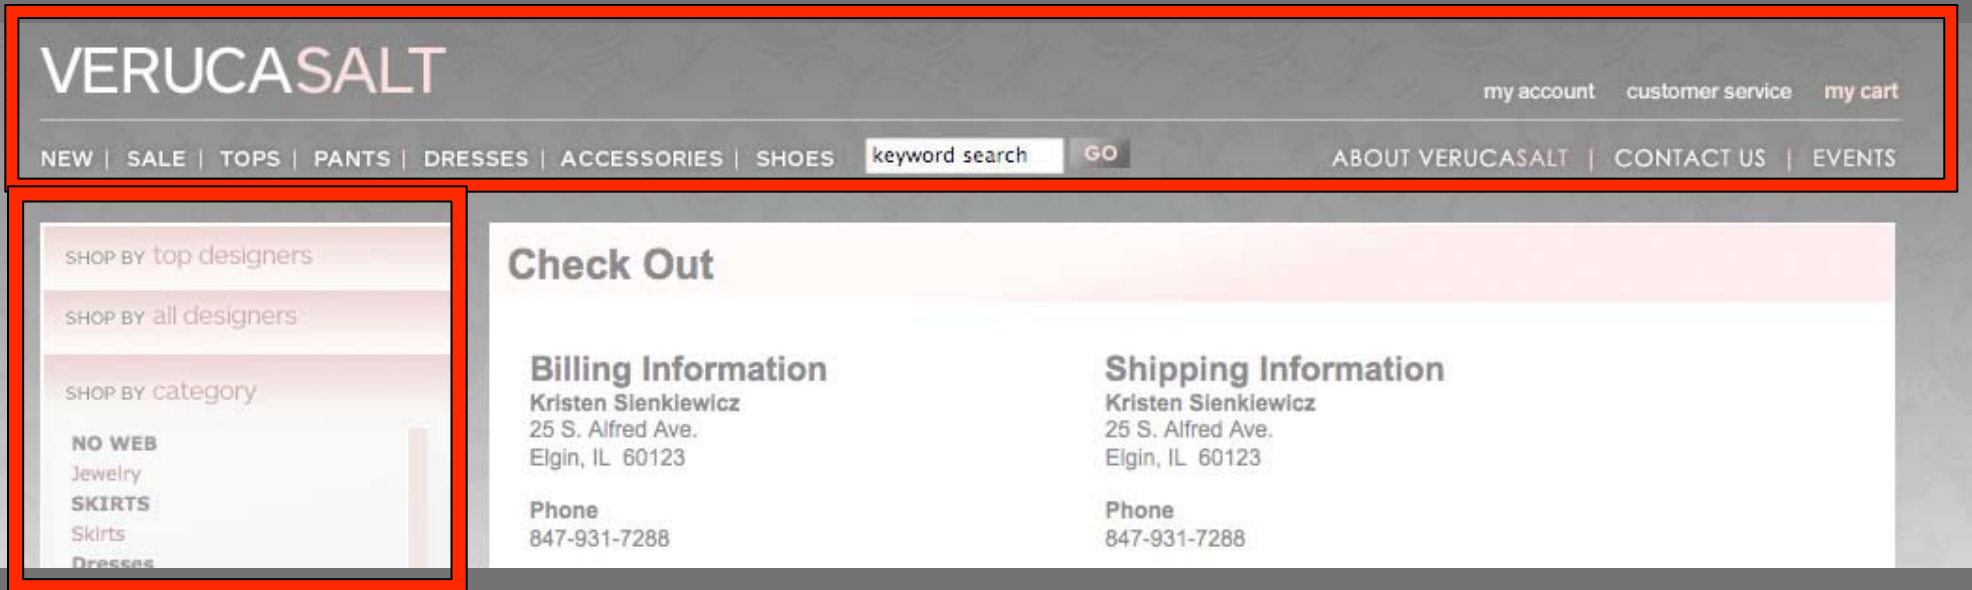 VERUCASALT
my account customer service my cart
NEW | SALE | TOPS | PANTS | DRESSES | ACCESSORIES | SHOES keyword search GO ABOUT VERUCASALT | CONTACT US | EVENTS
SHOP BY top designers
SHOP BY all designers
SHOP BY category
NO WEB
Jewelry
SKIRTS
Skirts
Dresses
Check Out
Billing Information
Kristen Sienkiewicz
25 S. Alfred Ave.
Elgin, IL 60123
Phone
847-931-7288
Shipping Information
Kristen Sienkiewicz
25 S. Alfred Ave.
Elgin, IL 60123
Phone
847-931-7288